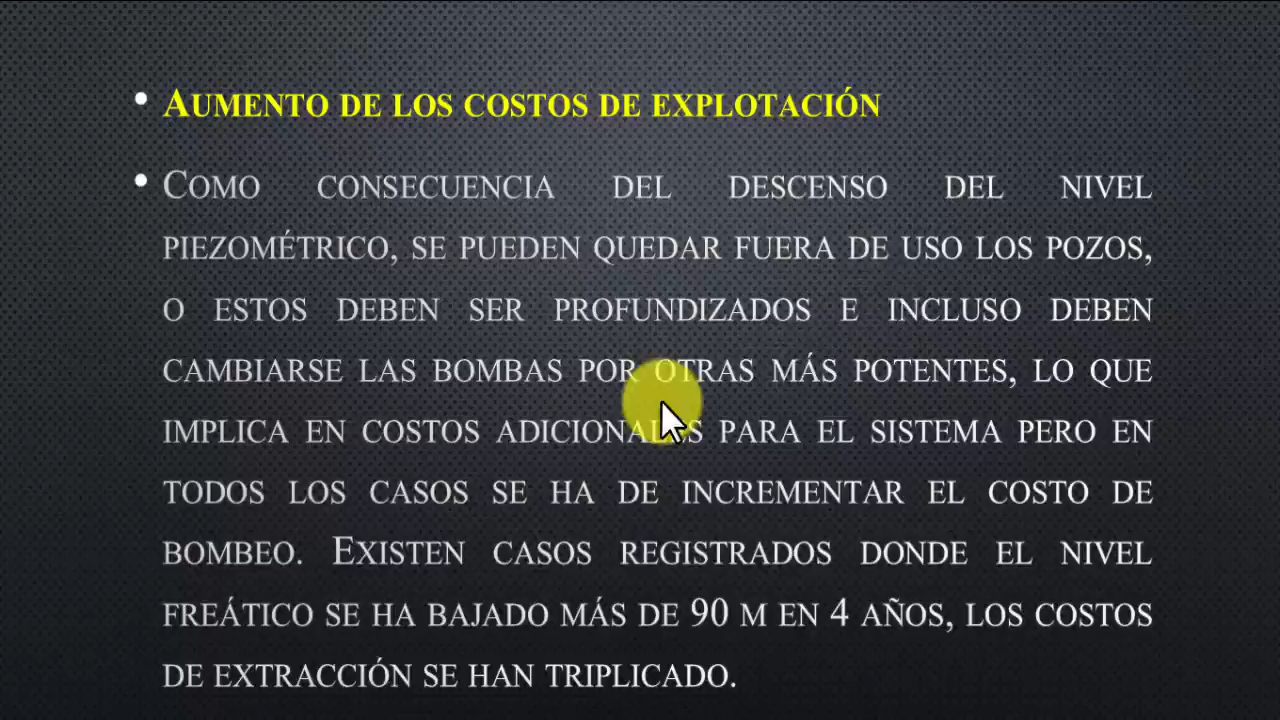 • AUMENTO DE LOS COSTOS DE EXPLOTACIÓN
• COMO CONSECUENCIA DEL DESCENSO DEL NIVEL
PIEZOMÉTRICO, SE PUEDEN QUEDAR FUERA DE USO LOS POZOS,
O ESTOS DEBEN SER PROFUNDIZADOS E INCLUSO DEBEN
CAMBIARSE LAS BOMBAS POR OTRAS MÁS POTENTES, LO QUE
IMPLICA EN COSTOS ADICIONALES PARA EL SISTEMA PERO EN
TODOS LOS CASOS SE HA DE INCREMENTAR EL COSTO DE
BOMBEO. EXISTEN CASOS REGISTRADOS DONDE EL NIVEL
FREÁTICO SE HA BAJADO MÁS DE 90 M EN 4 AÑOS, LOS COSTOS
DE EXTRACCIÓN SE HAN TRIPLICADO.